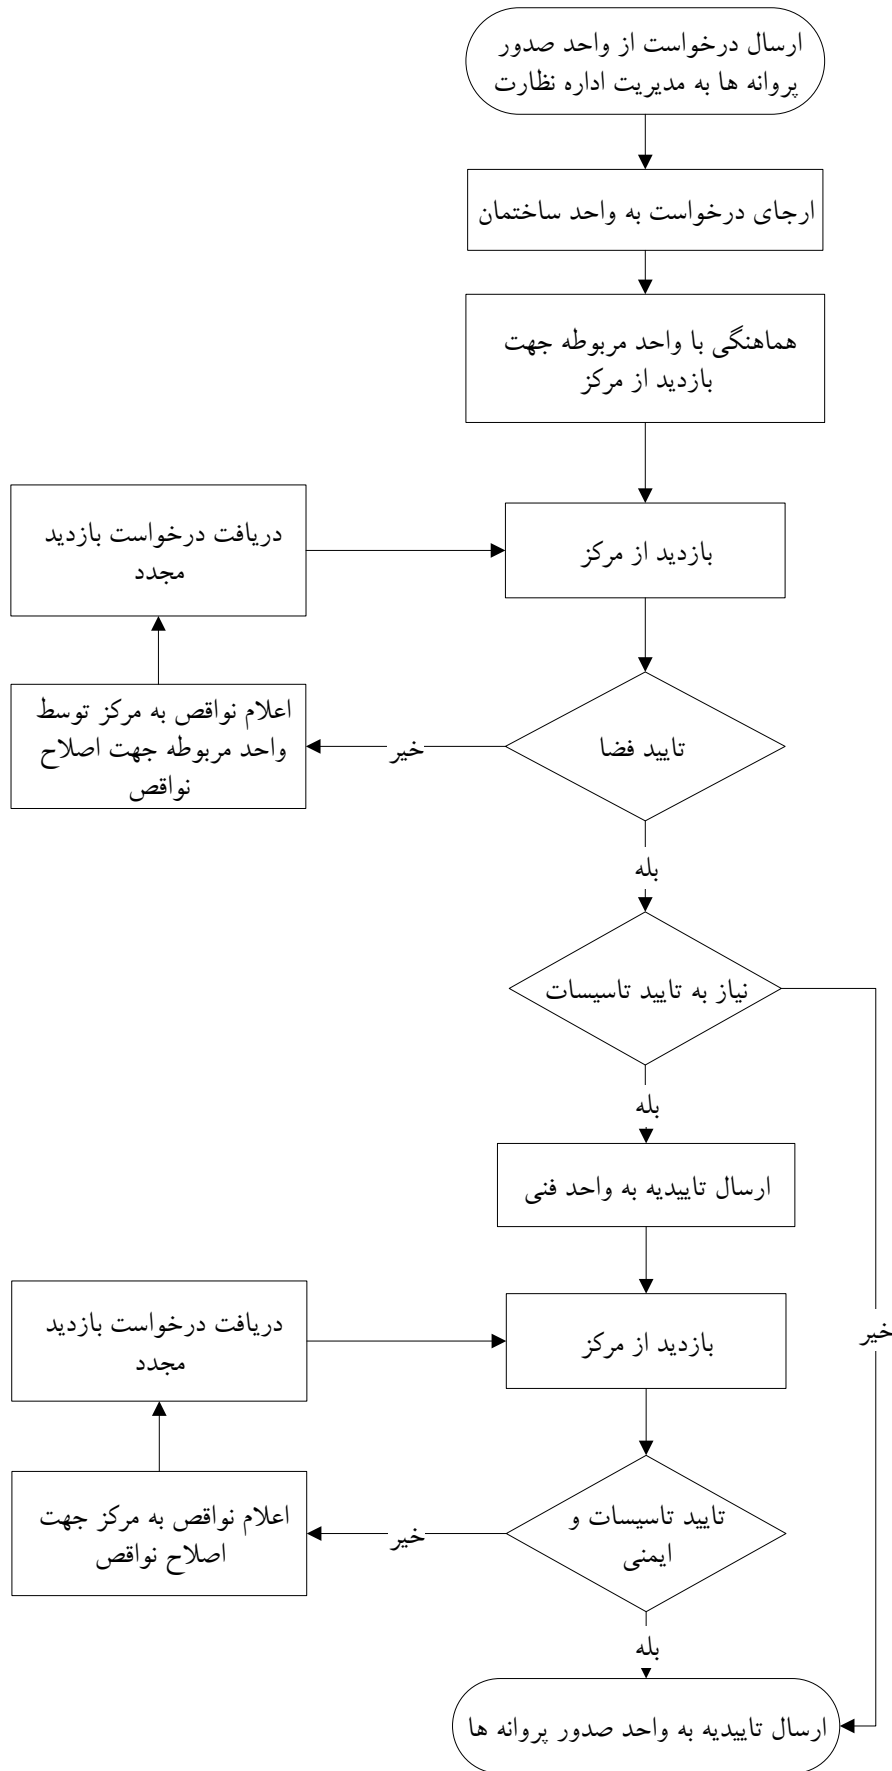 ارسال درخواست از واحد صدور
پروانه ها به مدیریت اداره نظارت
ارجای درخواست به واحد ساختمان
هماهنگی با واحد مربوطه جهت
بازدید از مرکز
دریافت درخواست بازدید
مجدد
بازدید از مرکز
اعلام نواقص به مرکز توسط
واحد مربوطه جهت اصلاح
نواقص
خیر
تایید فضا
بله
نیاز به تایید تاسیسات
بله
ارسال تاییدیه به واحد فنی
دریافت درخواست بازدید
مجدد
بازدید از مرکز
خیر
اعلام نواقص به مرکز جهت
اصلاح نواقص
خیر
تایید تاسیسات و
ایمنی
بله
ارسال تاییدیه به واحد صدور پروانه ها